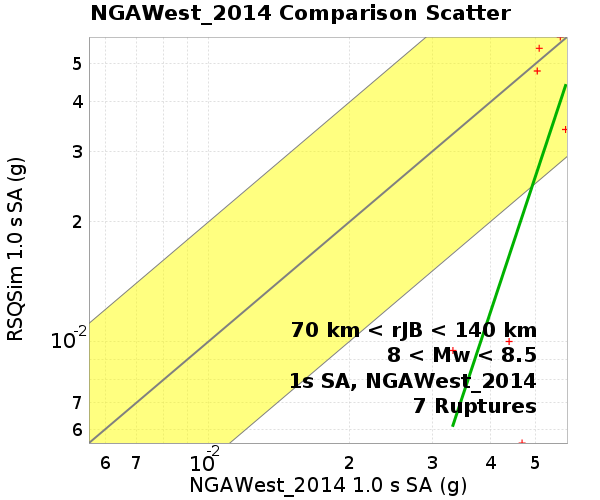 NGAWest_2014 Comparison Scatter
5
4
3
2
10-2
7
6
RSQSim 1.0 s SA (g)
70 km < rJB < 140 km
8 < Mw < 8.5
1s SA, NGAWest_2014
7 Ruptures
6 7 10-2 2 3 4 5
NGAWest_2014 1.0 s SA (g)